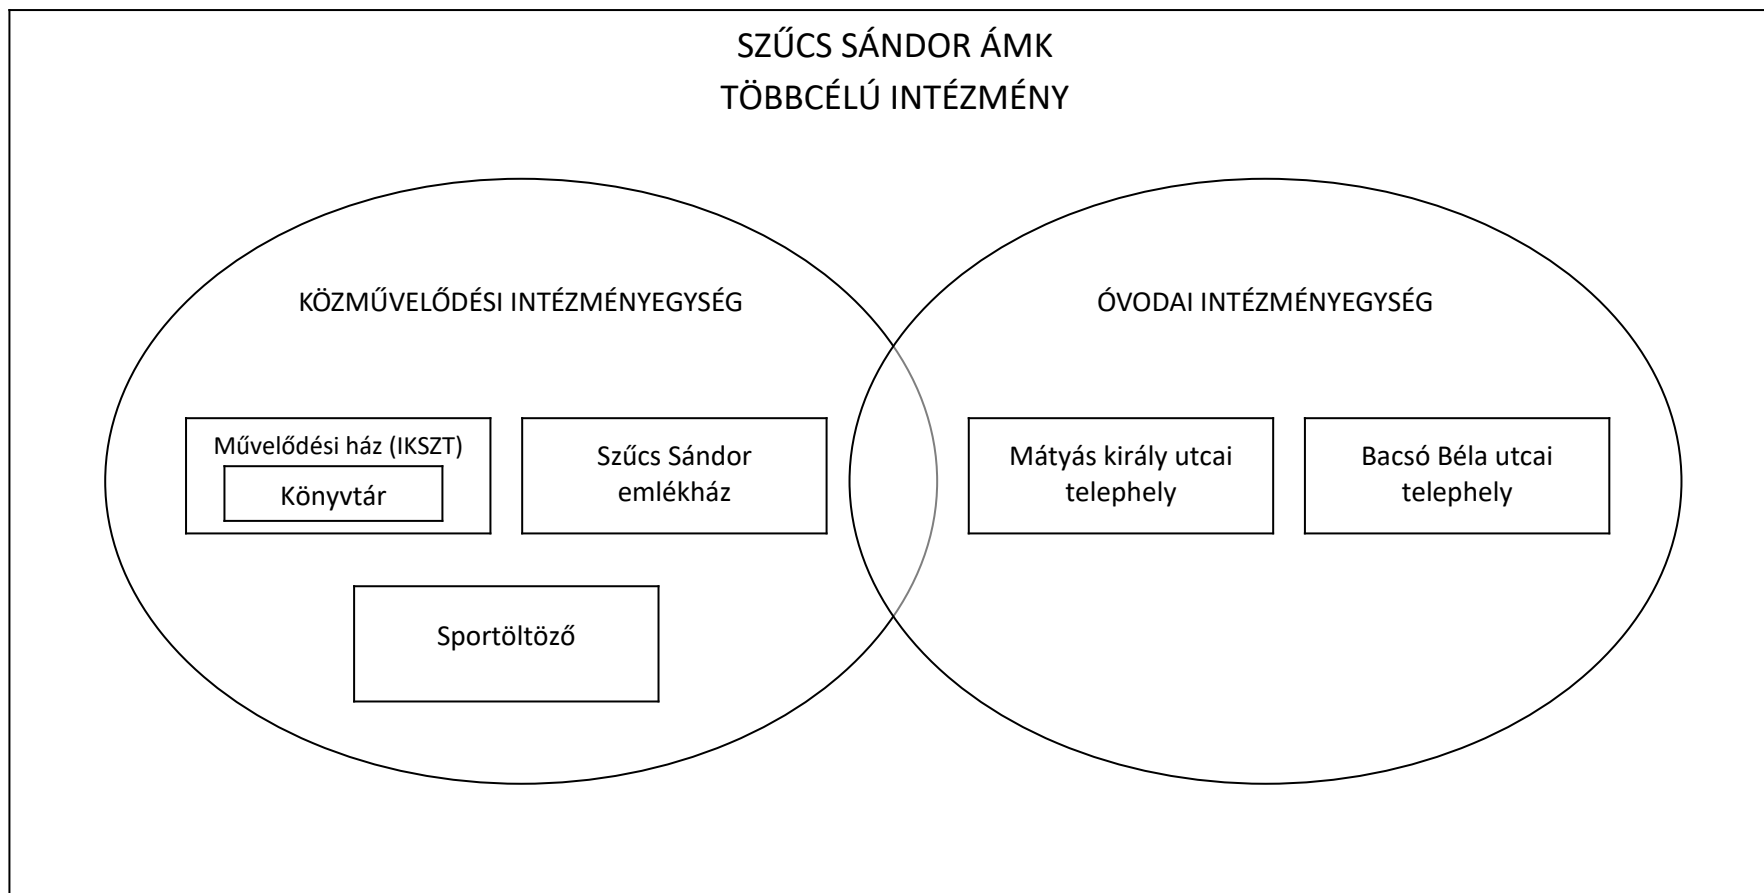 SZŰCS SÁNDOR ÁMK
TÖBBCÉLÚ INTÉZMÉNY
KÖZMŰVELŐDÉSI INTÉZMÉNYEGYSÉG
ÓVODAI INTÉZMÉNYEGYSÉG
Művelődési ház (IKSZT)
Könyvtár
Szűcs Sándor
emlékház
Mátyás király utcai
telephely
Bacsó Béla utcai
telephely
Sportöltöző